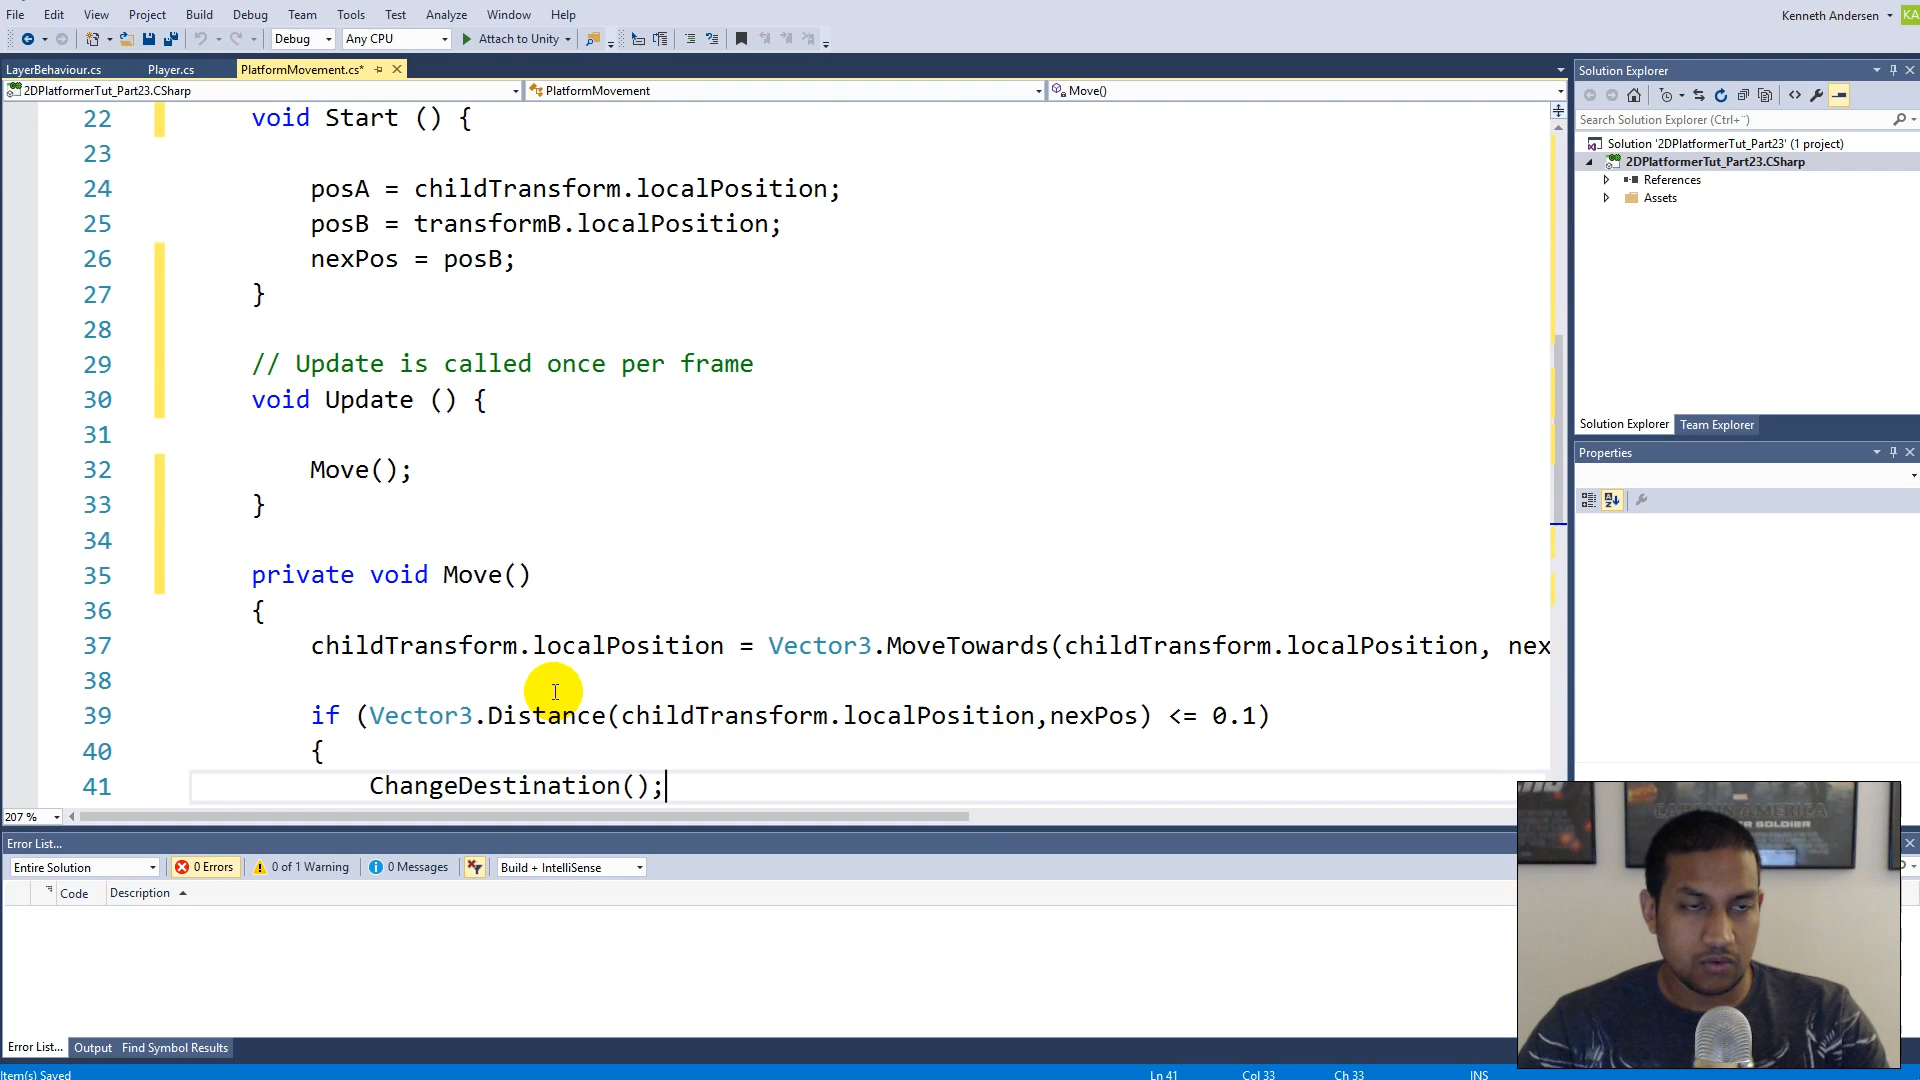 File Edit View Project Build Debug Team Tools Test Analyze Window Help
Kenneth Andersen KA
Debug Any CPU Attach to Unity
LayerBehaviour.cs Player.cs PlatformMovement.cs*
2DPlatformerTut_Part23.CSharp PlatformMovement Move()
22 void Start () {
23
24 posA = childTransform.localPosition;
25 posB = transformB.localPosition;
26 nexPos = posB;
27 }
28
29 // Update is called once per frame
30 void Update () {
31
32 Move();
33 }
34
35 private void Move()
36 {
37 childTransform.localPosition = Vector3.MoveTowards(childTransform.localPosition, nex
38
39 if (Vector3.Distance(childTransform.localPosition,nexPos) <= 0.1)
40 {
41 ChangeDestination();
207 %
Solution Explorer
Search Solution Explorer (Ctrl+¨)
Solution '2DPlatformerTut_Part23' (1 project)
2DPlatformerTut_Part23.CSharp
References
Assets
Solution Explorer Team Explorer
Properties
Error List...
Entire Solution 0 Errors 0 of 1 Warning 0 Messages Build + IntelliSense
Code Description
Error List... Output Find Symbol Results
CAPTAIN AMERICA
SOLDIER
Item(s) Saved Ln 41 Col 33 Ch 33 INS